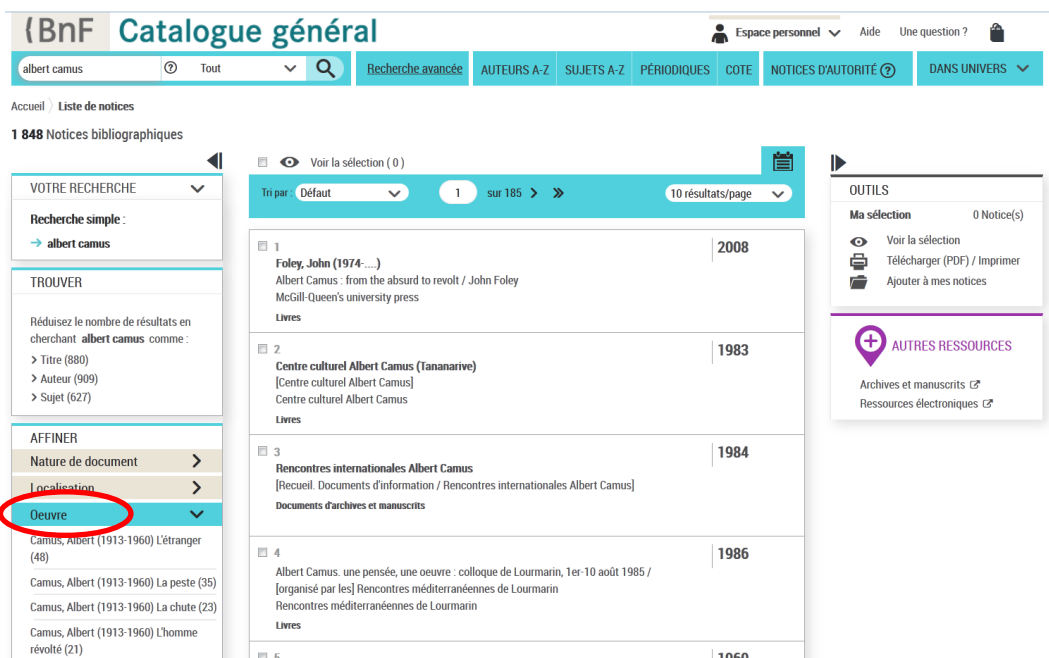 {BnF Catalogue général
Espace personnel Aide Une question ?
albert camus ? Tout Recherche avancée AUTEURS A-Z SUJETS A-Z PÉRIODIQUES COTE NOTICES D'AUTORITÉ ? DANS UNIVERS
Accueil > Liste de notices
1 848 Notices bibliographiques
VOTRE RECHERCHE
Recherche simple :
→ albert camus
TROUVER
Réduisez le nombre de résultats en
cherchant albert camus comme :
> Titre (880)
> Auteur (909)
> Sujet (627)
AFFINER
Nature de document >
Localisation >
Oeuvre
Camus, Albert (1913-1960) L'étranger
(48)
Camus, Albert (1913-1960) La peste (35)
Camus, Albert (1913-1960) La chute (23)
Camus, Albert (1913-1960) L'homme
révolté (21)
Voir la sélection ( 0 )
Tri par : Défaut 1 sur 185 > » 10 résultats/page
1 2008
Foley, John (1974-....)
Albert Camus : from the absurd to revolt / John Foley
McGill-Queen's university press
Livres
2 1983
Centre culturel Albert Camus (Tananarive)
[Centre culturel Albert Camus]
Centre culturel Albert Camus
Livres
3 1984
Rencontres internationales Albert Camus
[Recueil. Documents d'information / Rencontres internationales Albert Camus]
Documents d'archives et manuscrits
4 1986
Albert Camus. une pensée, une oeuvre : colloque de Lourmarin, 1er-10 août 1985 /
[organisé par les] Rencontres méditerranéennes de Lourmarin
Rencontres méditerranéennes de Lourmarin
Livres
5 1960
OUTILS
Ma sélection 0 Notice(s)
Voir la sélection
Télécharger (PDF) / Imprimer
Ajouter à mes notices
AUTRES RESSOURCES
Archives et manuscrits
Ressources électroniques